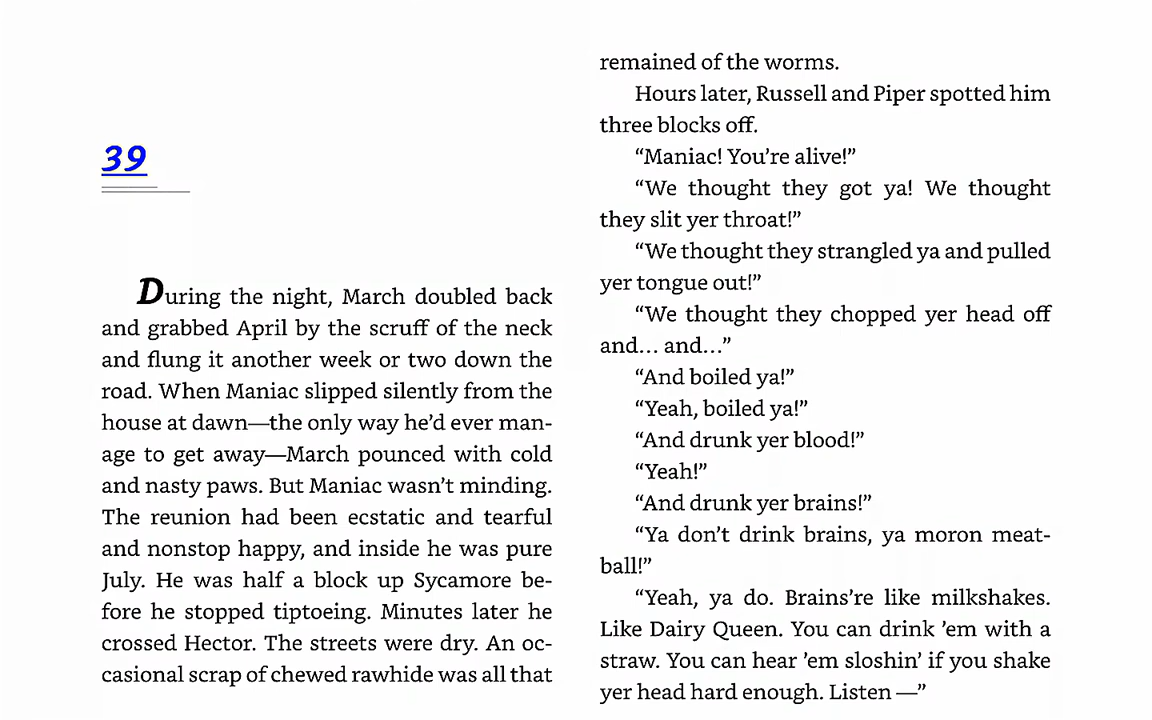 39
During the night, March doubled back
and grabbed April by the scruff of the neck
and flung it another week or two down the
road. When Maniac slipped silently from the
house at dawn—the only way he’d ever man-
age to get away—March pounced with cold
and nasty paws. But Maniac wasn’t minding.
The reunion had been ecstatic and tearful
and nonstop happy, and inside he was pure
July. He was half a block up Sycamore be-
fore he stopped tiptoeing. Minutes later he
crossed Hector. The streets were dry. An oc-
casional scrap of chewed rawhide was all that
remained of the worms.
Hours later, Russell and Piper spotted him
three blocks off.
“Maniac! You’re alive!”
“We thought they got ya! We thought
they slit yer throat!”
“We thought they strangled ya and pulled
yer tongue out!”
“We thought they chopped yer head off
and… and…”
“And boiled ya!”
“Yeah, boiled ya!”
“And drunk yer blood!”
“Yeah!”
“And drunk yer brains!”
“Ya don’t drink brains, ya moron meat-
ball!”
“Yeah, ya do. Brains’re like milkshakes.
Like Dairy Queen. You can drink ’em with a
straw. You can hear ’em sloshin’ if you shake
yer head hard enough. Listen —”